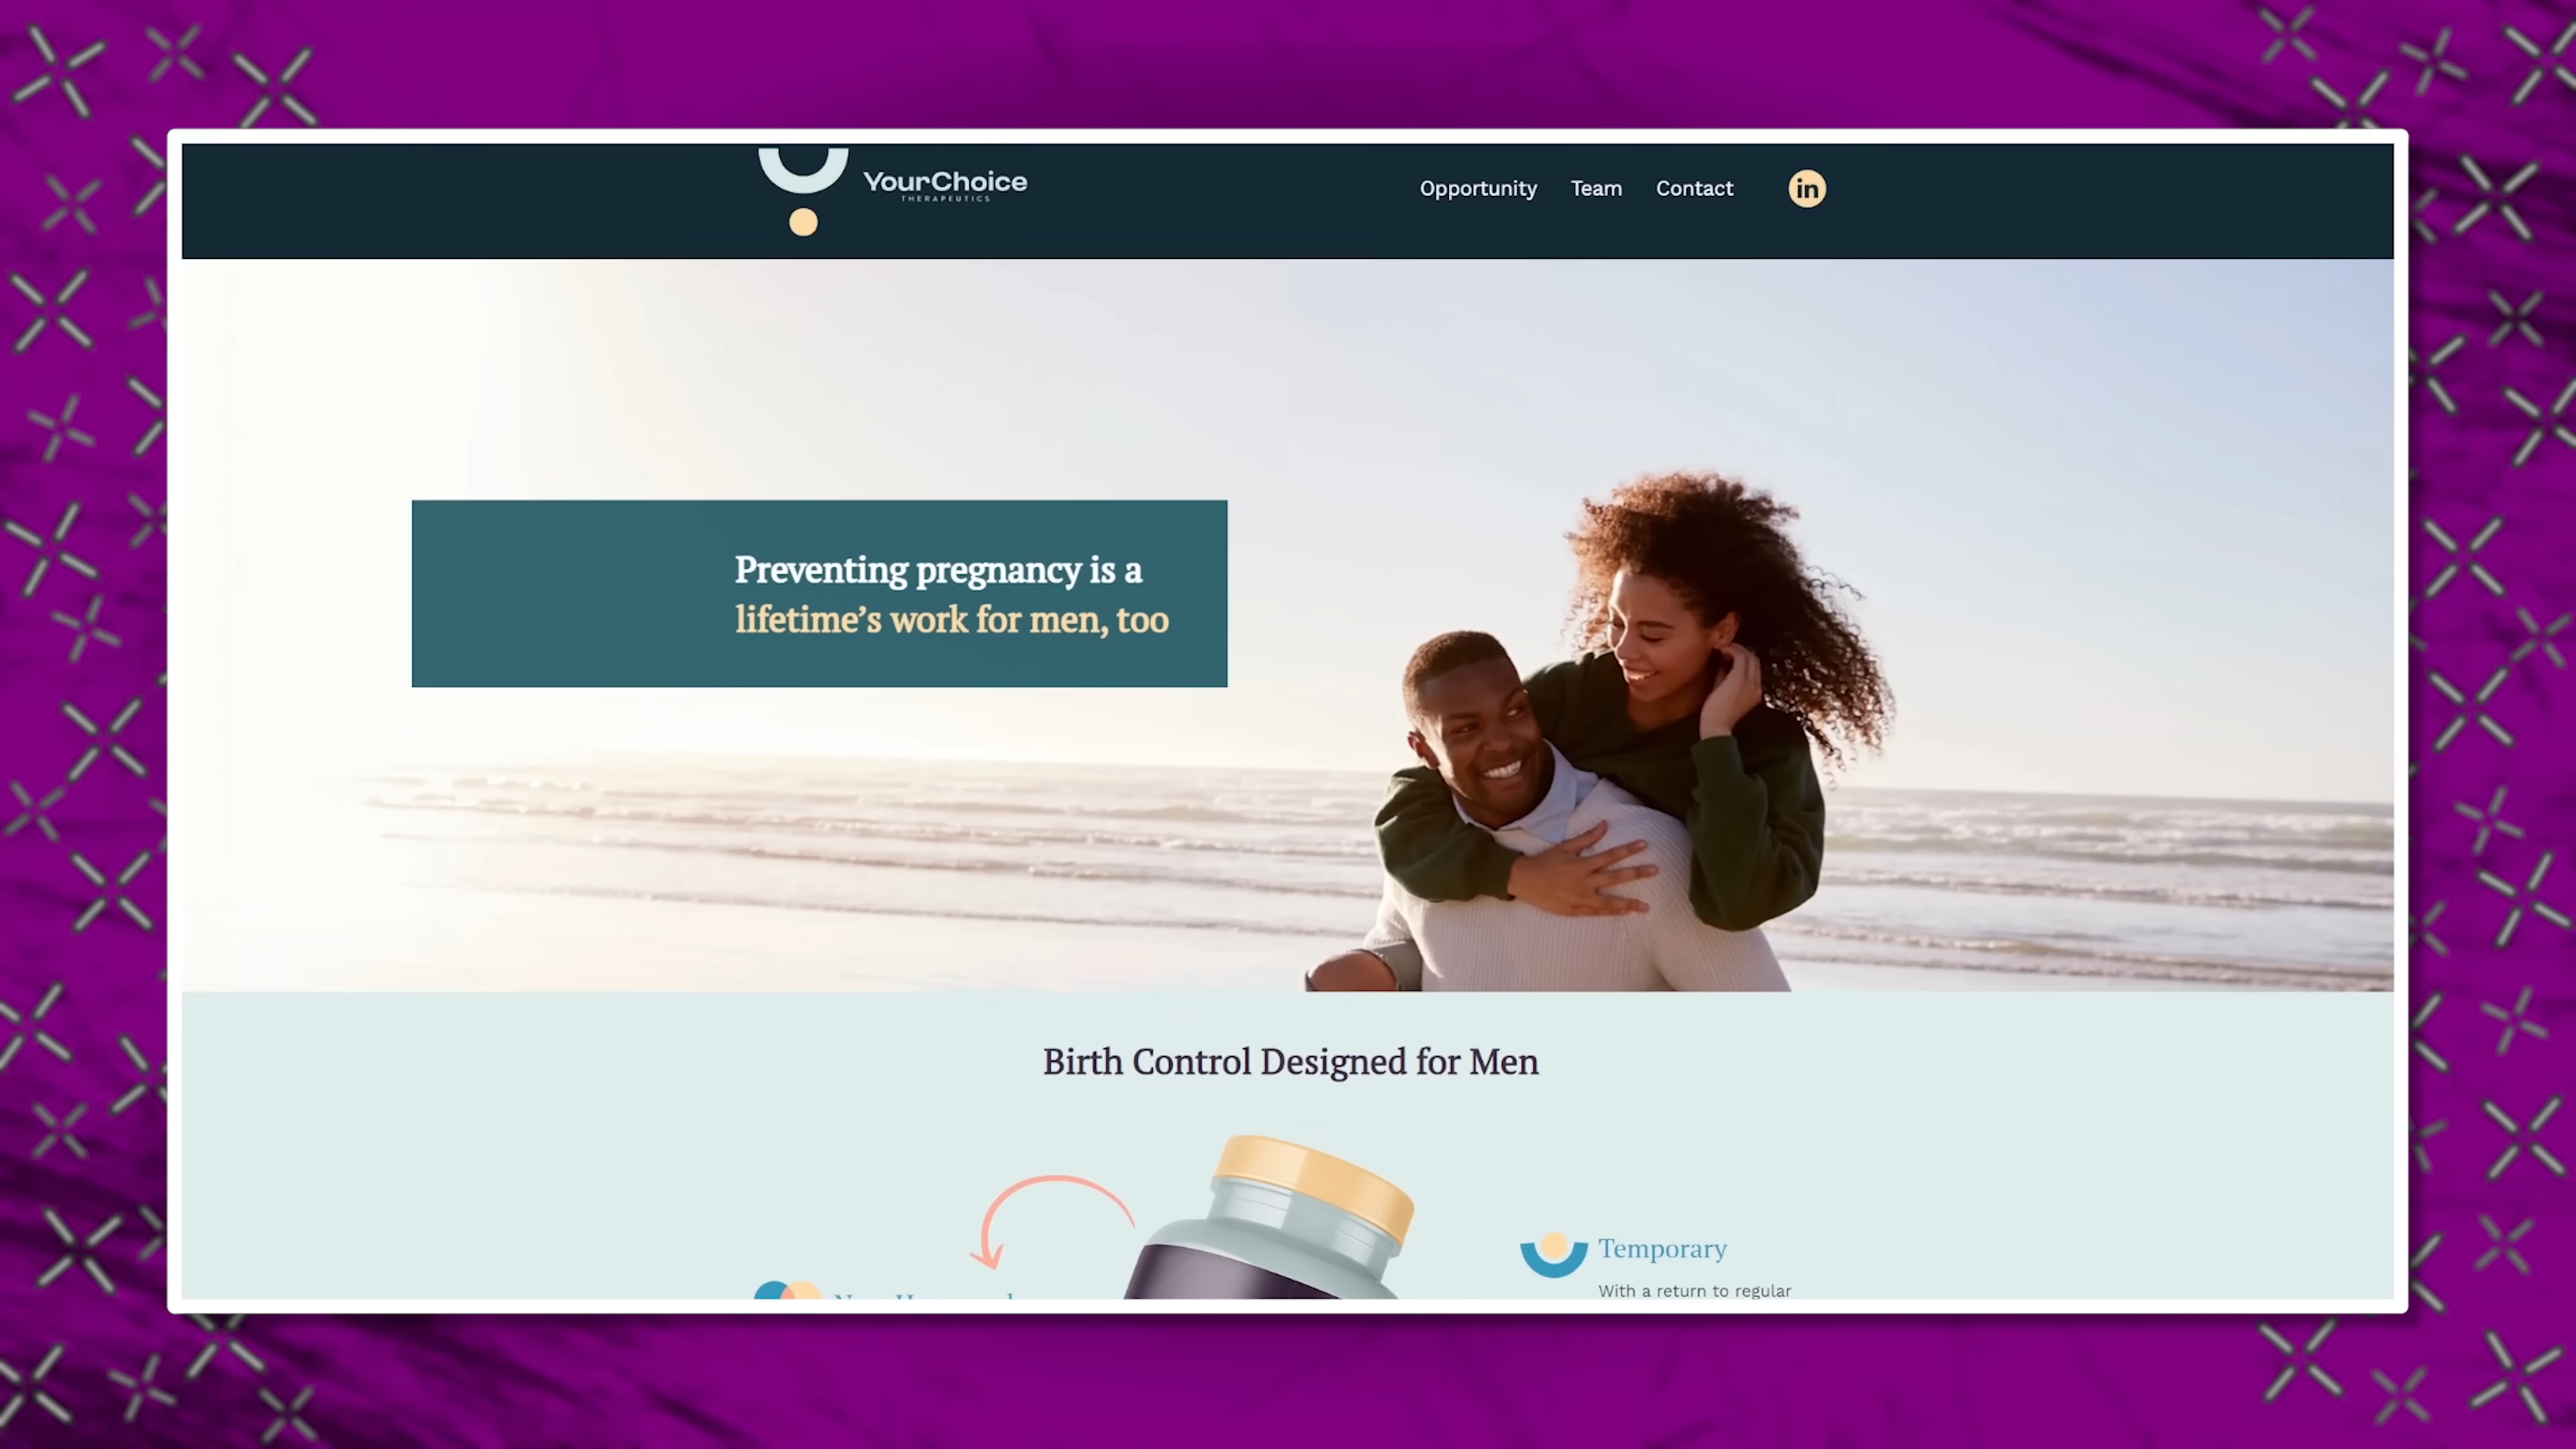 YourChoice
THERAPEUTICS
Opportunity Team Contact
in
Preventing pregnancy is a
lifetime’s work for men, too
Birth Control Designed for Men
Temporary
With a return to regular